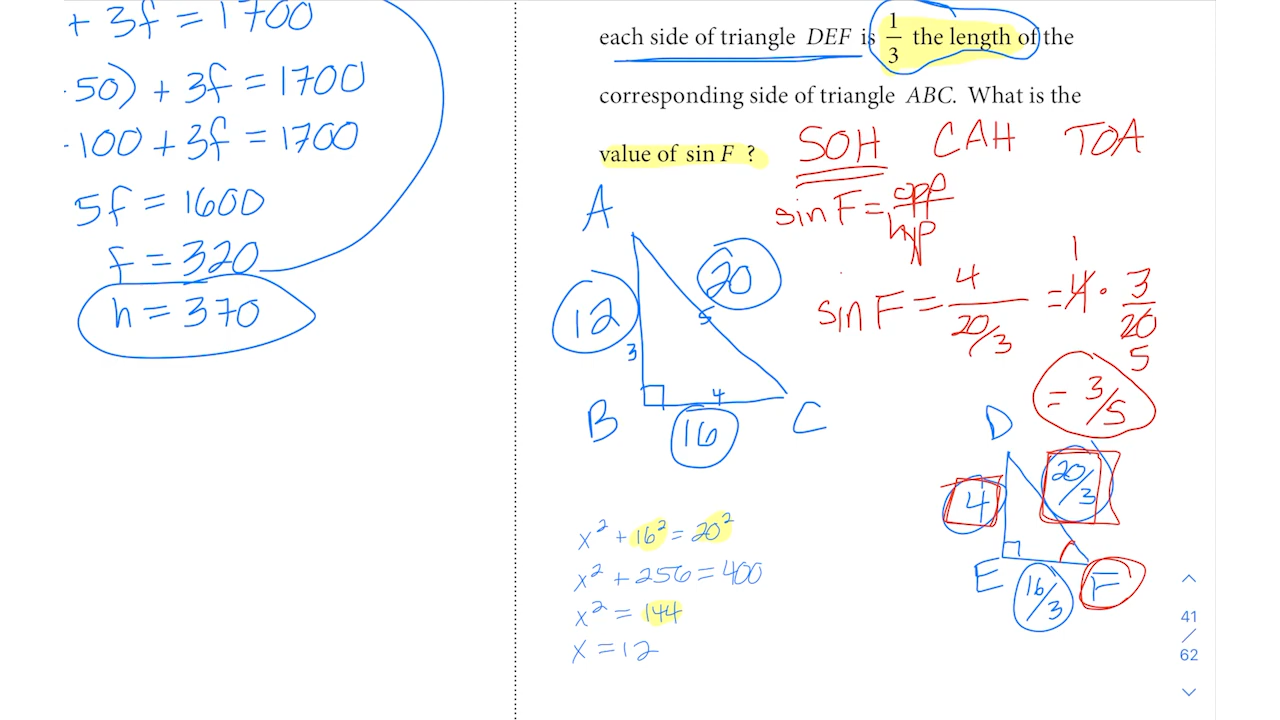 + 3f = 1700
50) + 3f = 1700
-100 + 3f = 1700
5f = 1600
f = 320
h = 370
each side of triangle DEF is 1/3 the length of the
corresponding side of triangle ABC. What is the
value of sin F ?
SOH CAH TOA
sin F = opp/hyp
sin F = 4/(20/3) = 4 · 3/20
1
5
= 3/5
A
12
20
3
5
4
B
16
C
D
4
20/3
E
16/3
F
x² + 16² = 20²
x² + 256 = 400
x² = 144
x = 12
41
/
62